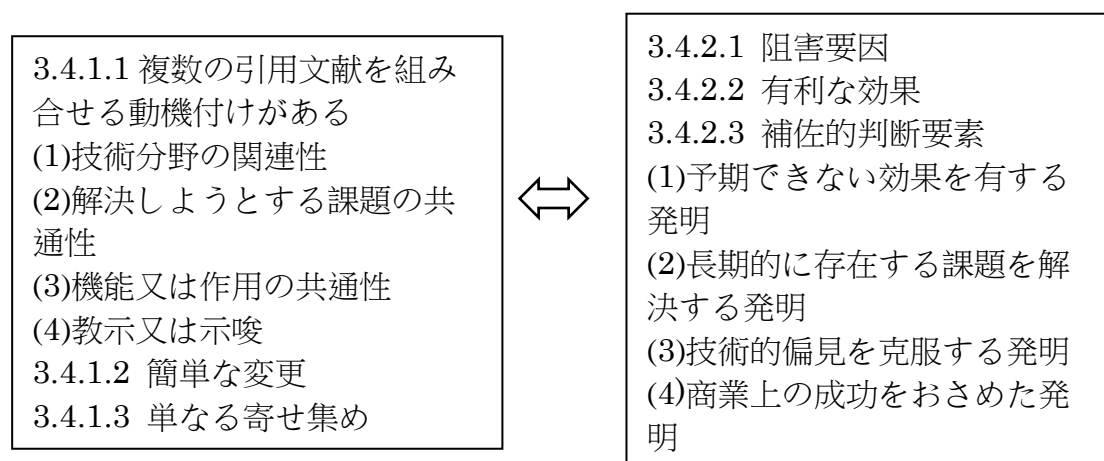 3.4.1.1 複数の引用文献を組み
合せる動機付けがある
(1)技術分野の関連性
(2)解決しようとする課題の共
通性
(3)機能又は作用の共通性
(4)教示又は示唆
3.4.1.2 簡単な変更
3.4.1.3 単なる寄せ集め
3.4.2.1 阻害要因
3.4.2.2 有利な効果
3.4.2.3 補佐的判断要素
(1)予期できない効果を有する
発明
(2)長期的に存在する課題を解
決する発明
(3)技術的偏見を克服する発明
(4)商業上の成功をおさめた発
明